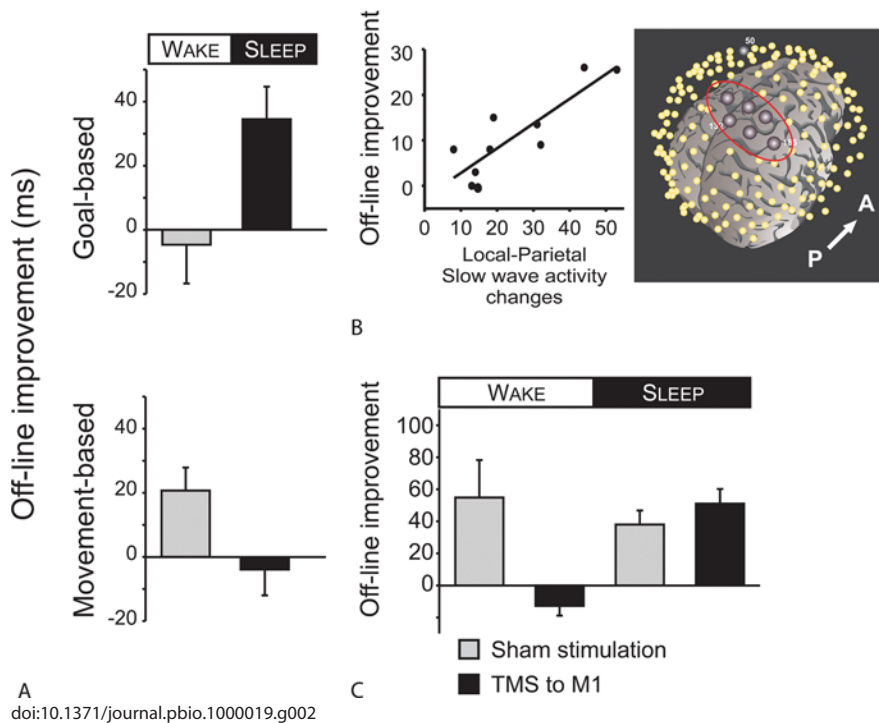 WAKE SLEEP
Off-line improvement (ms)
Goal-based
40
20
0
-20
Movement-based
40
20
0
-20
A
Off-line improvement
30
20
10
0
0 10 20 30 40 50
Local-Parietal
Slow wave activity
changes
B
50
A
P
WAKE SLEEP
Off-line improvement
100
80
60
40
20
0
Sham stimulation
TMS to M1
C
doi:10.1371/journal.pbio.1000019.g002